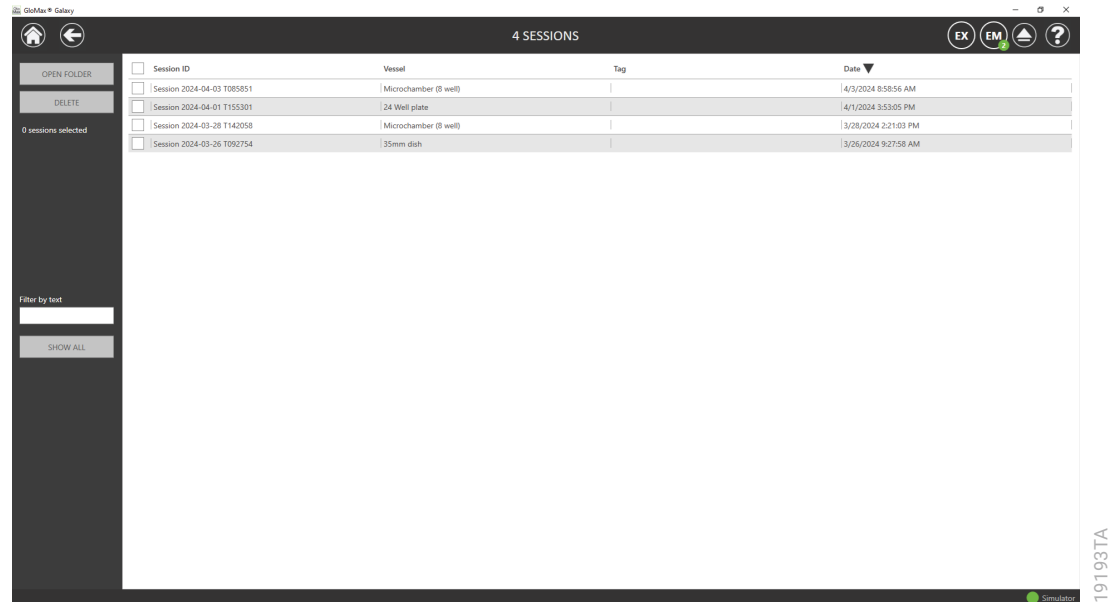 GloMax® Galaxy
4 SESSIONS
EX EM 2 ?
OPEN FOLDER
DELETE
0 sessions selected
Filter by text
SHOW ALL
Session ID Vessel Tag Date
Session 2024-04-03 T085851 Microchamber (8 well) 4/3/2024 8:58:56 AM
Session 2024-04-01 T155301 24 Well plate 4/1/2024 3:53:05 PM
Session 2024-03-28 T142058 Microchamber (8 well) 3/28/2024 2:21:03 PM
Session 2024-03-26 T092754 35mm dish 3/26/2024 9:27:58 AM
Simulator
19193TA